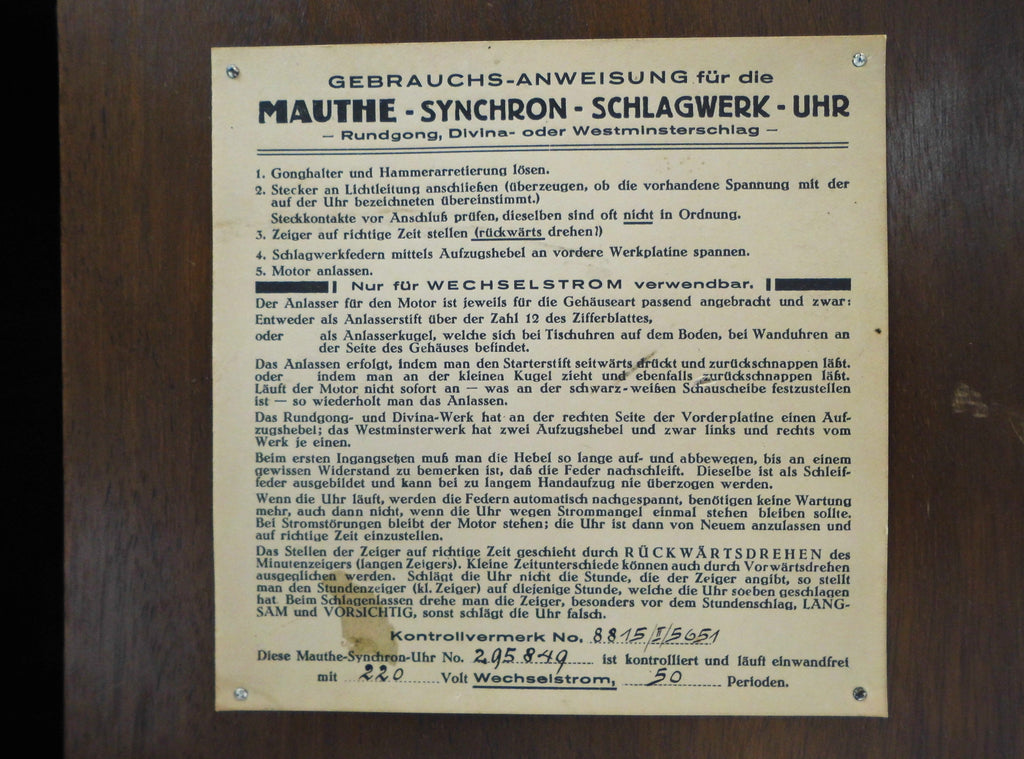 GEBRAUCHS-ANWEISUNG für die
MAUTHE - SYNCHRON - SCHLAGWERK - UHR
— Rundgong, Divina- oder Westminsterschlag —
1. Gonghalter und Hammerarretierung lösen.
2. Stecker an Lichtleitung anschließen (überzeugen, ob die vorhandene Spannung mit der
auf der Uhr bezeichneten übereinstimmt.)
Steckkontakte vor Anschluß prüfen, dieselben sind oft nicht in Ordnung.
3. Zeiger auf richtige Zeit stellen (rückwärts drehen!)
4. Schlagwerkfedern mittels Aufzugshebel an vordere Werkplatine spannen.
5. Motor anlassen.
Nur für WECHSELSTROM verwendbar.
Der Anlasser für den Motor ist jeweils für die Gehäuseart passend angebracht und zwar:
Entweder als Anlasserstift über der Zahl 12 des Zifferblattes,
oder als Anlasserkugel, welche sich bei Tischuhren auf dem Boden, bei Wanduhren an
der Seite des Gehäuses befindet.
Das Anlassen erfolgt, indem man den Starterstift seitwärts drückt und zurückschnappen läßt.
oder indem man an der kleinen Kugel zieht und ebenfalls zurückschnappen läßt.
Läuft der Motor nicht sofort an — was an der schwarz-weißen Schauscheibe festzustellen
ist — so wiederholt man das Anlassen.
Das Rundgong- und Divina-Werk hat an der rechten Seite der Vorderplatine einen Auf-
zugshebel; das Westminsterwerk hat zwei Aufzugshebel und zwar links und rechts vom
Werk je einen.
Beim ersten Ingangsetzen muß man die Hebel so lange auf- und abbewegen, bis an einem
gewissen Widerstand zu bemerken ist, daß die Feder nachschleift. Dieselbe ist als Schleif-
feder ausgebildet und kann bei zu langem Handaufzug nie überzogen werden.
Wenn die Uhr läuft, werden die Federn automatisch nachgespannt, benötigen keine Wartung
mehr, auch dann nicht, wenn die Uhr wegen Strommangel einmal stehen bleiben sollte.
Bei Stromstörungen bleibt der Motor stehen; die Uhr ist dann von Neuem anzulassen und
auf richtige Zeit einzustellen.
Das Stellen der Zeiger auf richtige Zeit geschieht durch RÜCKWÄRTSDREHEN des
Minutenzeigers (langen Zeigers). Kleine Zeitunterschiede können auch durch Vorwärtsdrehen
ausgeglichen werden. Schlägt die Uhr nicht die Stunde, die der Zeiger angibt, so stellt
man den Stundenzeiger (kl. Zeiger) auf diejenige Stunde, welche die Uhr soeben geschlagen
hat. Beim Schlagenlassen drehe man die Zeiger, besonders vor dem Stundenschlag, LANG-
SAM und VORSICHTIG, sonst schlägt die Uhr falsch.
Kontrollvermerk No. 8815/I/5651
Diese Mauthe-Synchron-Uhr No. 295849 ist kontrolliert und läuft einwandfrei
mit 220 Volt Wechselstrom, 50 Perioden.